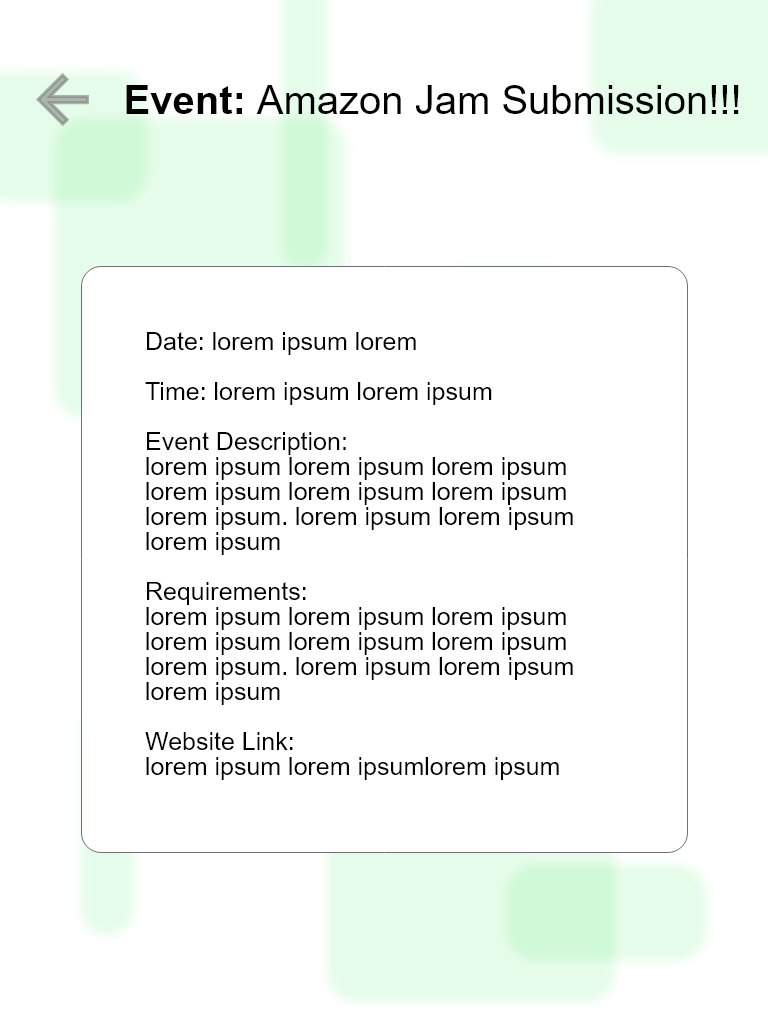 Event: Amazon Jam Submission!!!
Date: lorem ipsum lorem
Time: lorem ipsum lorem ipsum
Event Description:
lorem ipsum lorem ipsum lorem ipsum
lorem ipsum lorem ipsum lorem ipsum
lorem ipsum. lorem ipsum lorem ipsum
lorem ipsum
Requirements:
lorem ipsum lorem ipsum lorem ipsum
lorem ipsum lorem ipsum lorem ipsum
lorem ipsum. lorem ipsum lorem ipsum
lorem ipsum
Website Link:
lorem ipsum lorem ipsumlorem ipsum